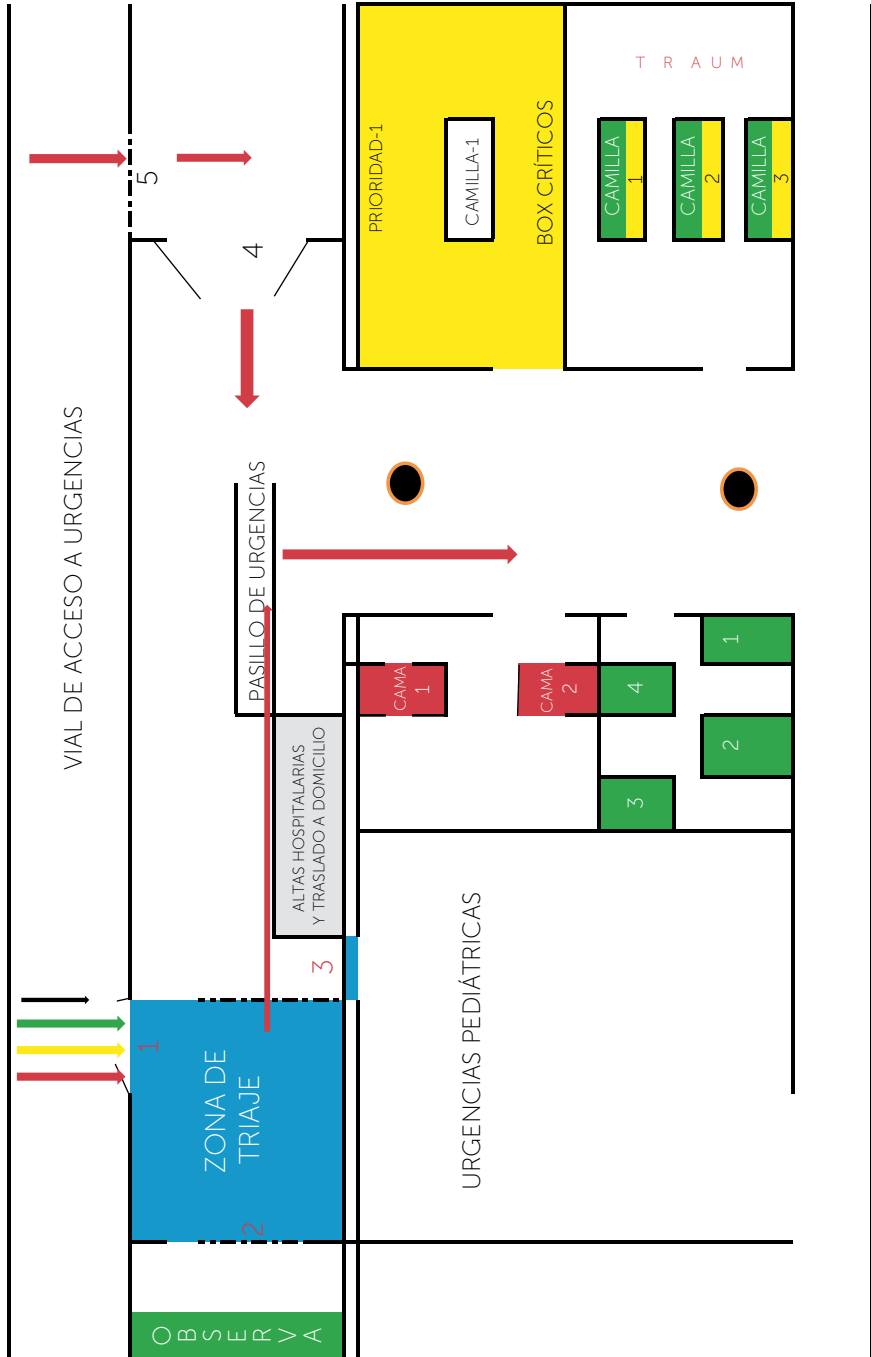 VIAL DE ACCESO A URGENCIAS
5
4
PRIORIDAD-1
CAMILLA-1
BOX CRÍTICOS
TRAUM
CAMILLA
1
CAMILLA
2
CAMILLA
3
PASILLO DE URGENCIAS
ALTAS HOSPITALARIAS
Y TRASLADO A DOMICILIO
CAMA
1
CAMA
2
4
1
2
3
3
1
ZONA DE
TRIAJE
2
URGENCIAS PEDIÁTRICAS
OBSERVA